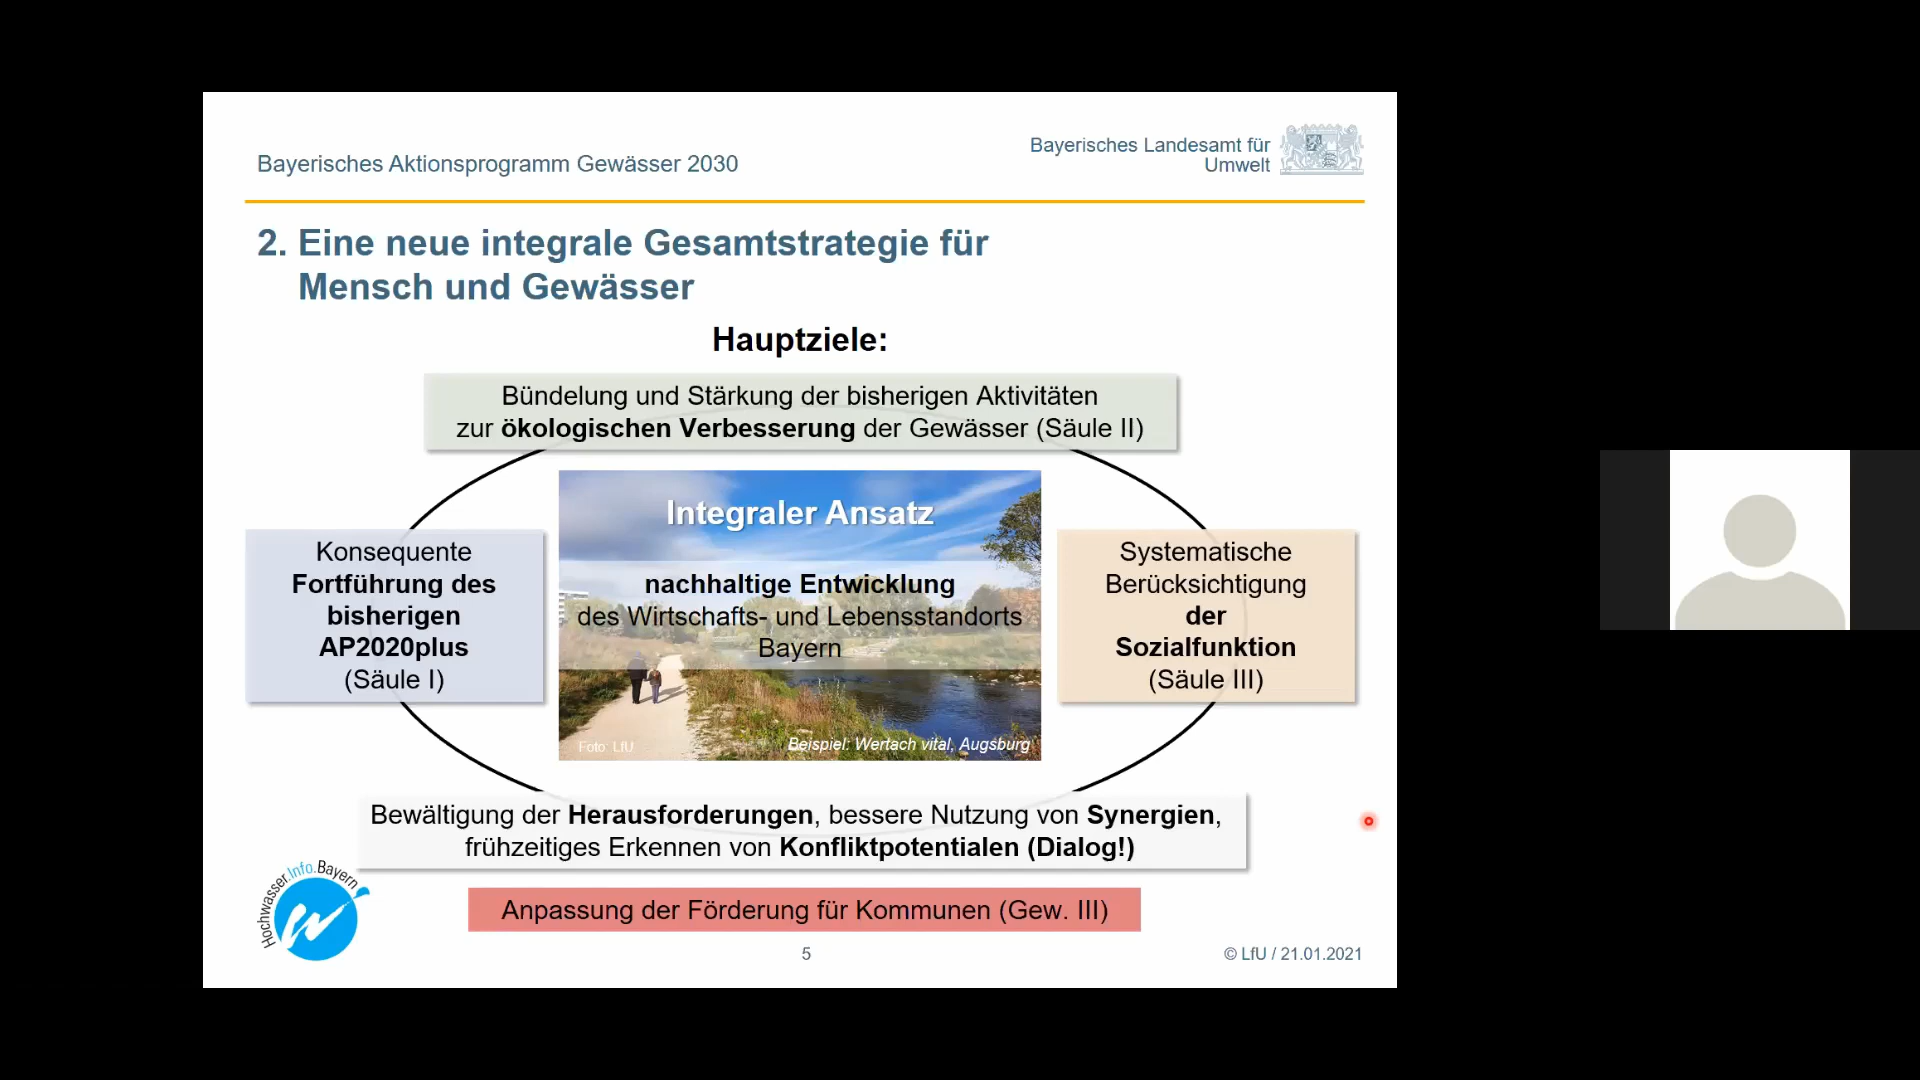 Bayerisches Aktionsprogramm Gewässer 2030
Bayerisches Landesamt für
Umwelt
2. Eine neue integrale Gesamtstrategie für
Mensch und Gewässer
Hauptziele:
Bündelung und Stärkung der bisherigen Aktivitäten
zur ökologischen Verbesserung der Gewässer (Säule II)
Konsequente
Fortführung des
bisherigen
AP2020plus
(Säule I)
Integraler Ansatz
nachhaltige Entwicklung
des Wirtschafts- und Lebensstandorts
Bayern
Foto: LfU
Beispiel: Wertach vital, Augsburg
Systematische
Berücksichtigung
der
Sozialfunktion
(Säule III)
Bewältigung der Herausforderungen, bessere Nutzung von Synergien,
frühzeitiges Erkennen von Konfliktpotentialen (Dialog!)
Hochwasser.Info.Bayern
Anpassung der Förderung für Kommunen (Gew. III)
5
© LfU / 21.01.2021